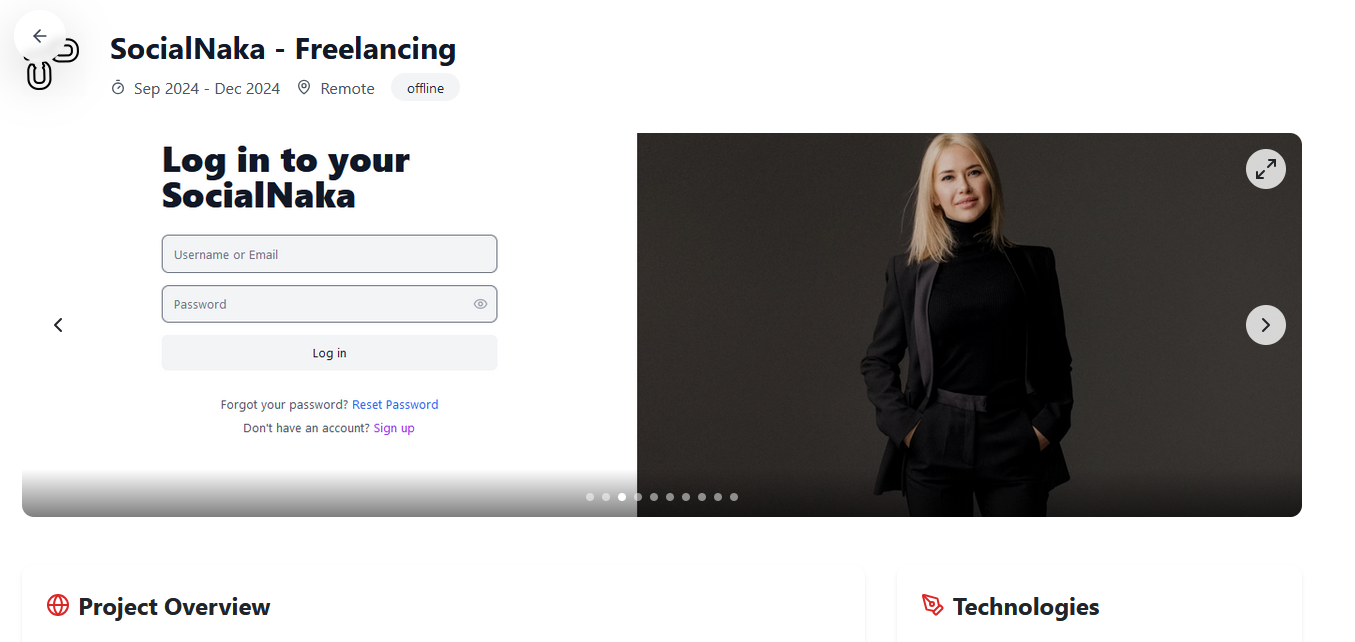 SocialNaka - Freelancing
Sep 2024 - Dec 2024 Remote offline
Log in to your
SocialNaka
Username or Email
Password
Log in
Forgot your password? Reset Password
Don't have an account? Sign up
Project Overview
Technologies